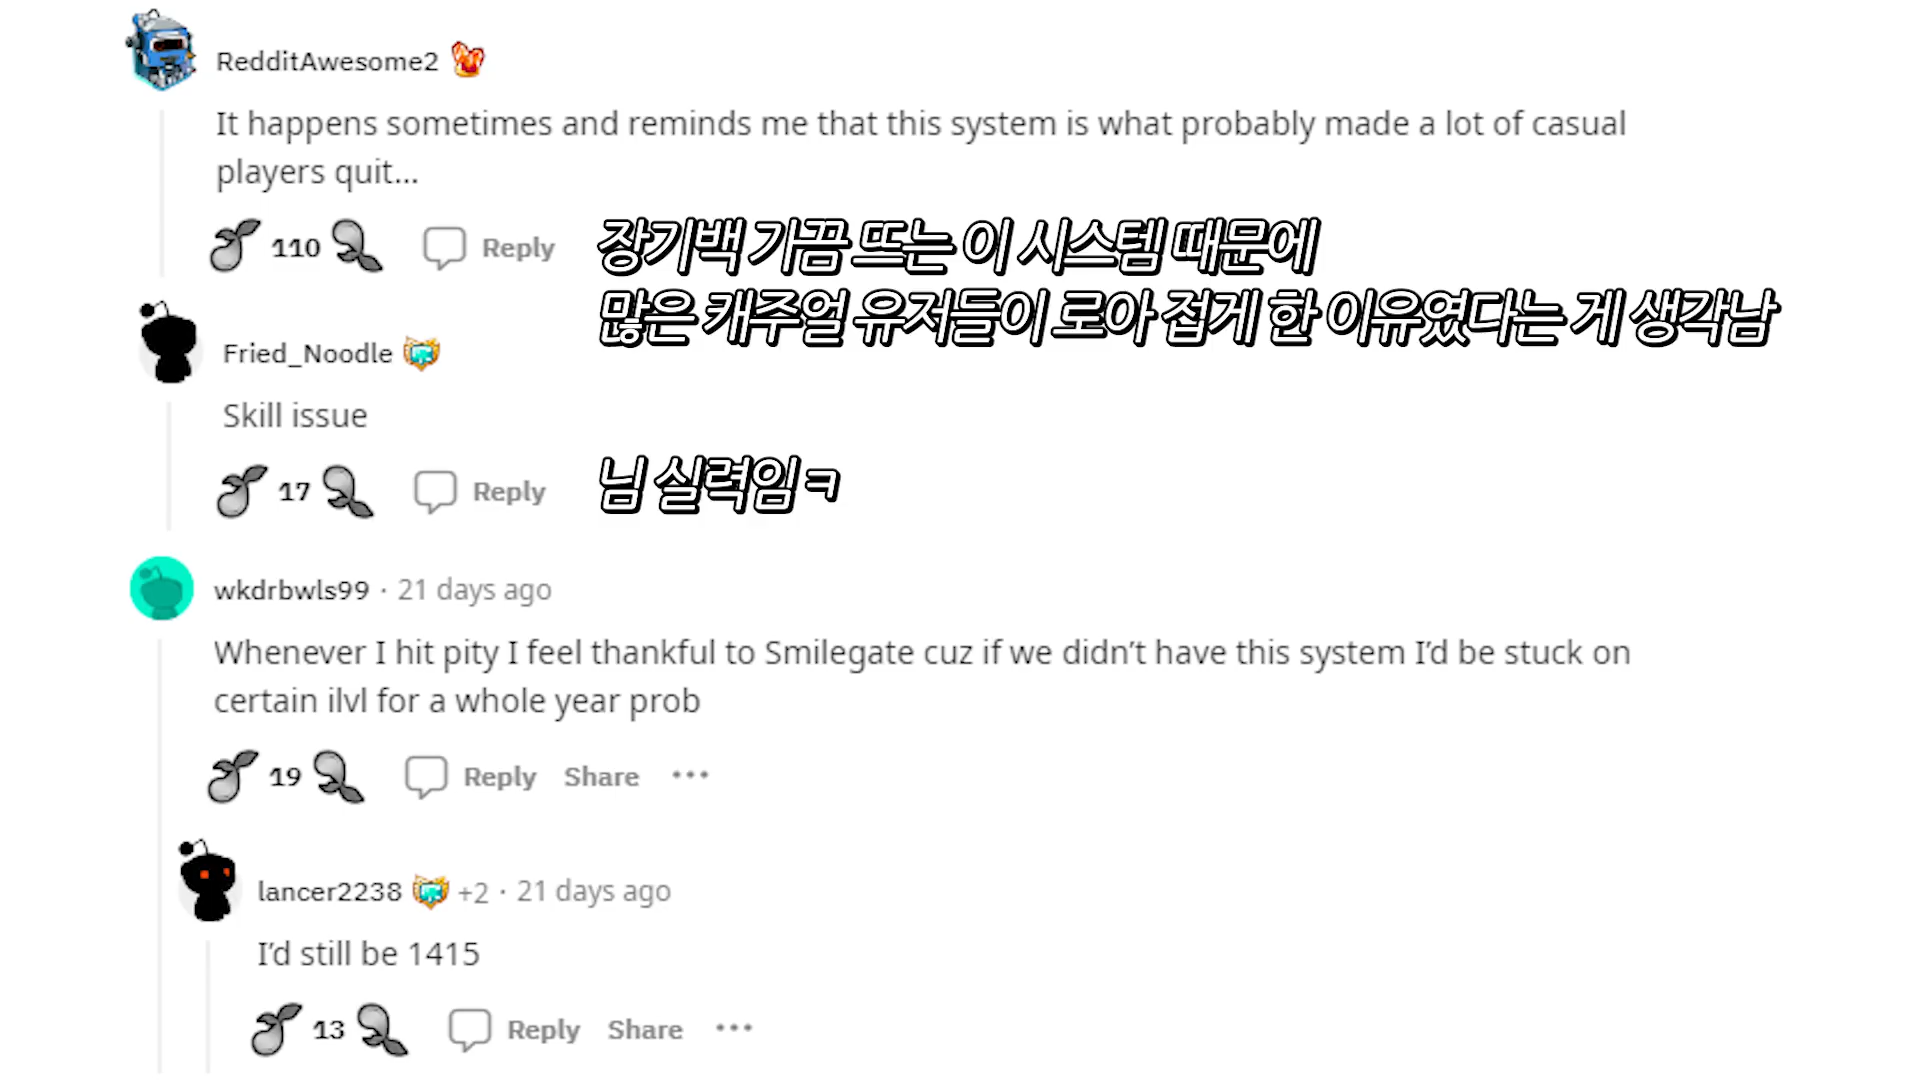 RedditAwesome2
It happens sometimes and reminds me that this system is what probably made a lot of casual
players quit...
110 Reply
장기백 가끔 뜨는 이 시스템 때문에
많은 캐주얼 유저들이 로아 접게 한 이유였다는 게 생각남
Fried_Noodle
Skill issue
17 Reply
님 실력임ㅋ
wkdrbwls99 · 21 days ago
Whenever I hit pity I feel thankful to Smilegate cuz if we didn't have this system I'd be stuck on
certain ilvl for a whole year prob
19 Reply Share ···
lancer2238 +2 · 21 days ago
I'd still be 1415
13 Reply Share ···